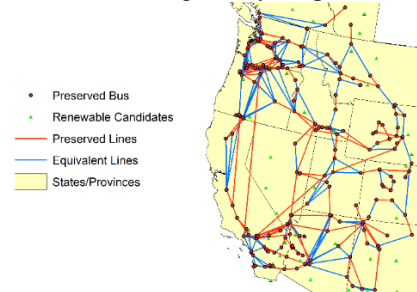 Preserved Bus
Renewable Candidates
Preserved Lines
Equivalent Lines
States/Provinces